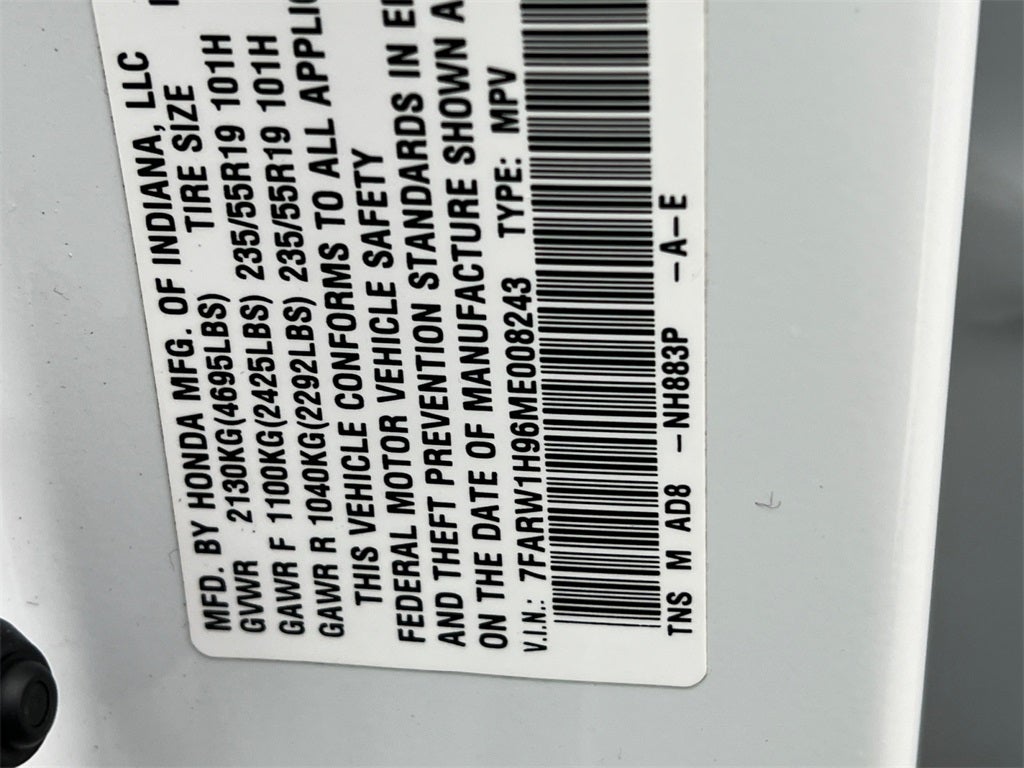 MFD. BY HONDA MFG. OF INDIANA, LLC
TIRE SIZE
GVWR 2130KG(4695LBS)
GAWR F 1100KG(2425LBS) 235/55R19 101H
GAWR R 1040KG(2292LBS) 235/55R19 101H
THIS VEHICLE CONFORMS TO ALL
FEDERAL MOTOR VEHICLE SAFETY
AND THEFT PREVENTION STANDARDS IN
ON THE DATE OF MANUFACTURE SHOWN
V.I.N.: 7FARW1H96ME008243 TYPE: MPV
TNS M AD8 -NH883P -A-E